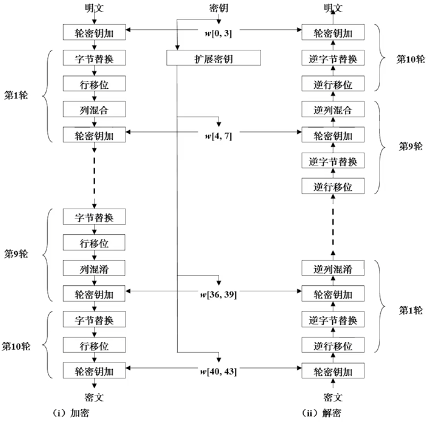 明文
密钥
明文
轮密钥加
w[0, 3]
轮密钥加
字节替换
扩展密钥
逆字节替换
第10轮
第1轮
行移位
逆行移位
列混合
逆列混合
轮密钥加
w[4, 7]
轮密钥加
第9轮
逆字节替换
逆行移位
字节替换
第9轮
行移位
列混淆
逆列混淆
轮密钥加
w[36, 39]
轮密钥加
字节替换
逆字节替换
第1轮
第10轮
行移位
逆行移位
轮密钥加
w[40, 43]
轮密钥加
密文
密文
（i）加密
（ii）解密